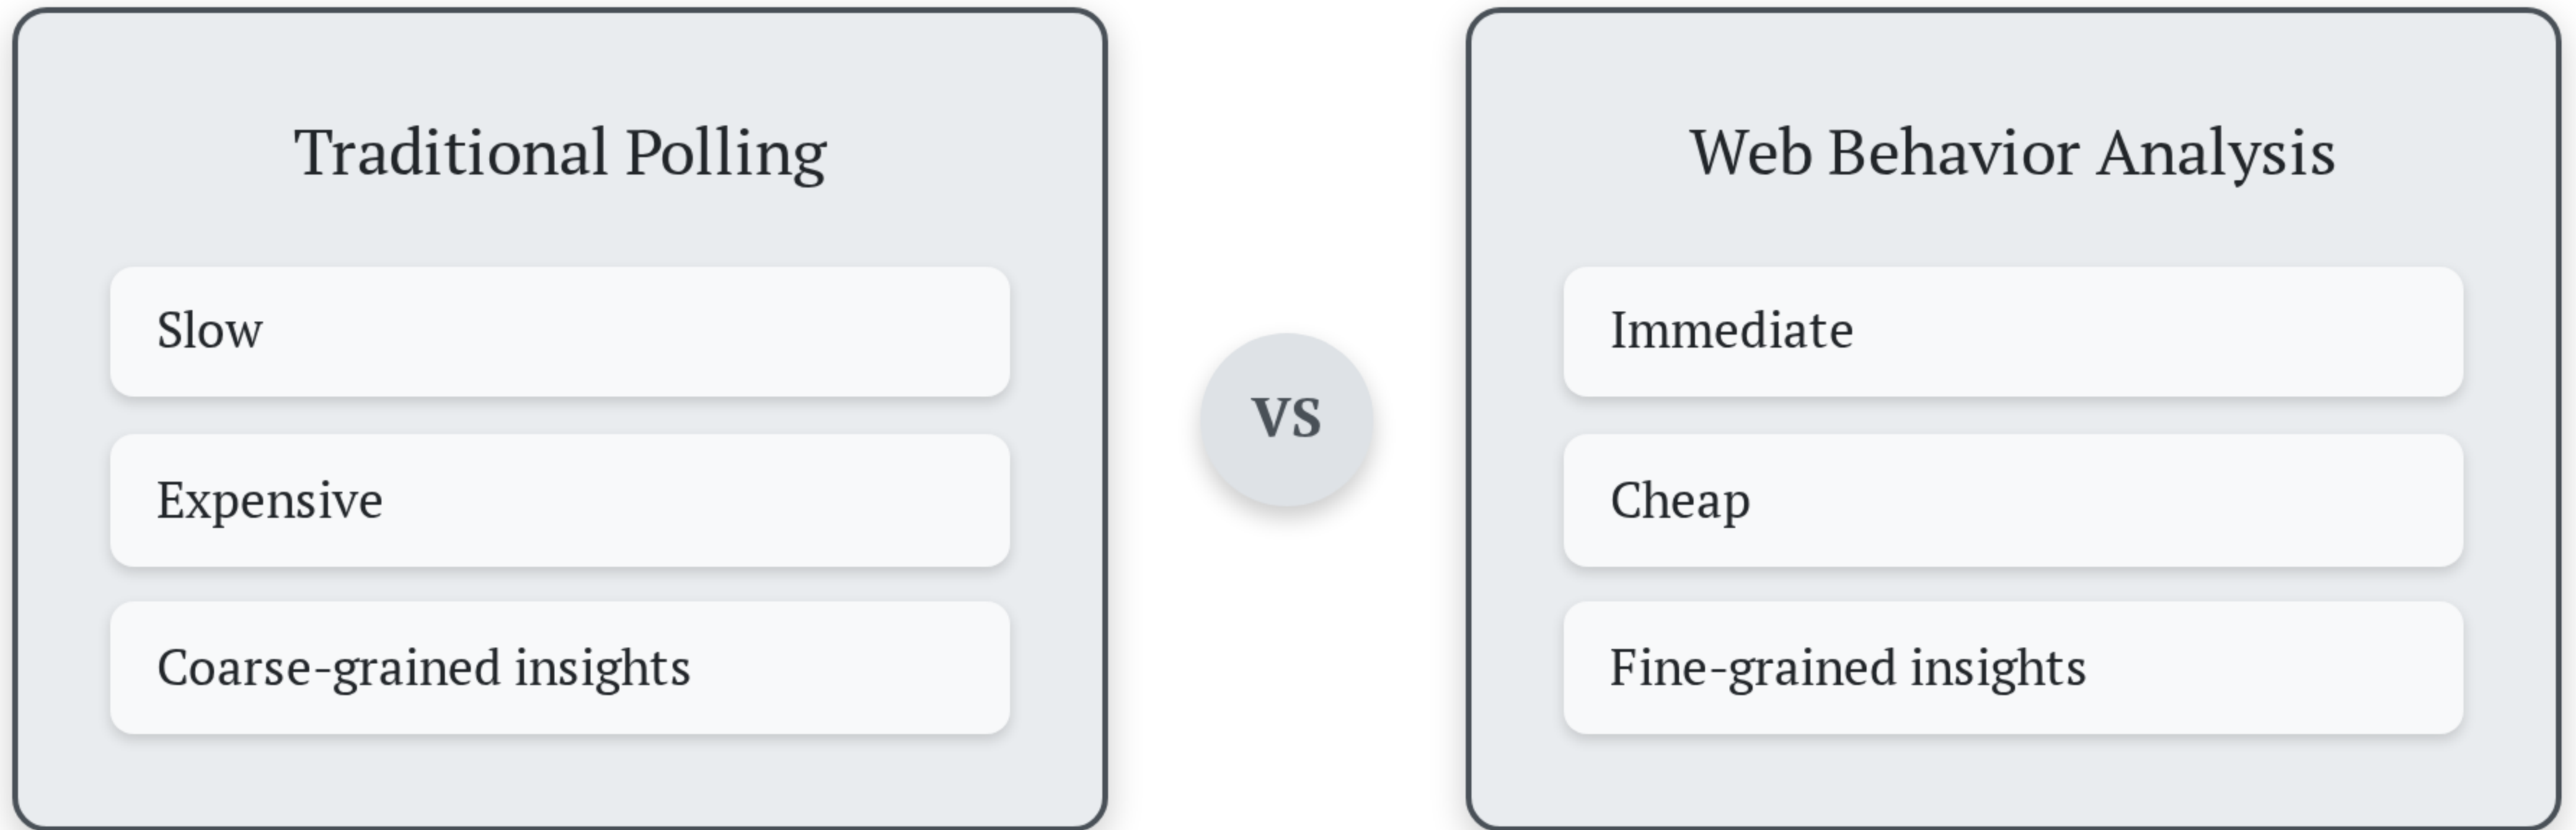 Traditional Polling
Slow
Expensive
Coarse-grained insights
VS
Web Behavior Analysis
Immediate
Cheap
Fine-grained insights